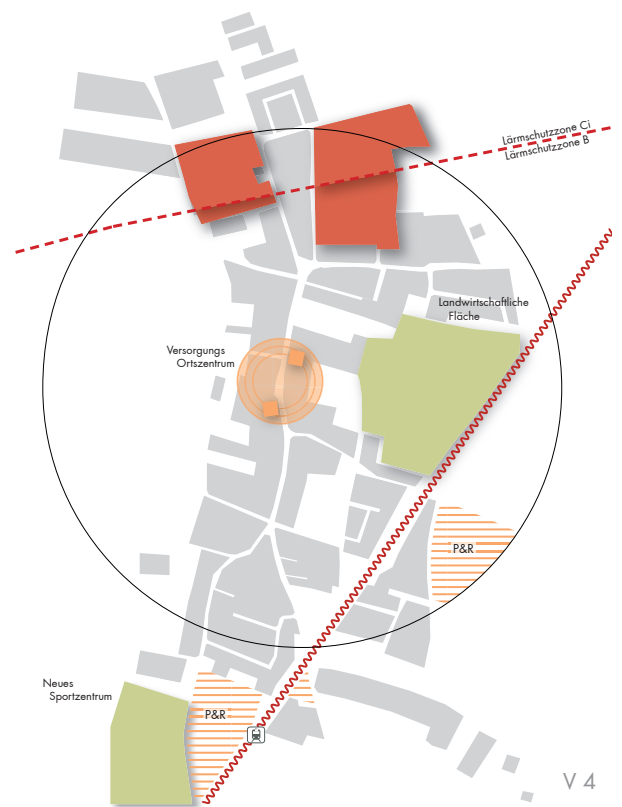 Lärmschutzzone Ci
Lärmschutzzone B
Landwirtschaftliche
Fläche
Versorgungs
Ortszentrum
P&R
Neues
Sportzentrum
P&R
V 4